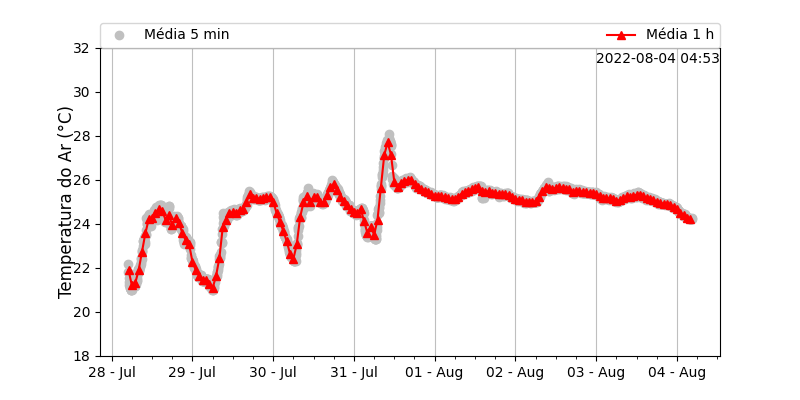 Média 5 min
Média 1 h
2022-08-04 04:53
Temperatura do Ar (°C)
32
30
28
26
24
22
20
18
28 - Jul
29 - Jul
30 - Jul
31 - Jul
01 - Aug
02 - Aug
03 - Aug
04 - Aug